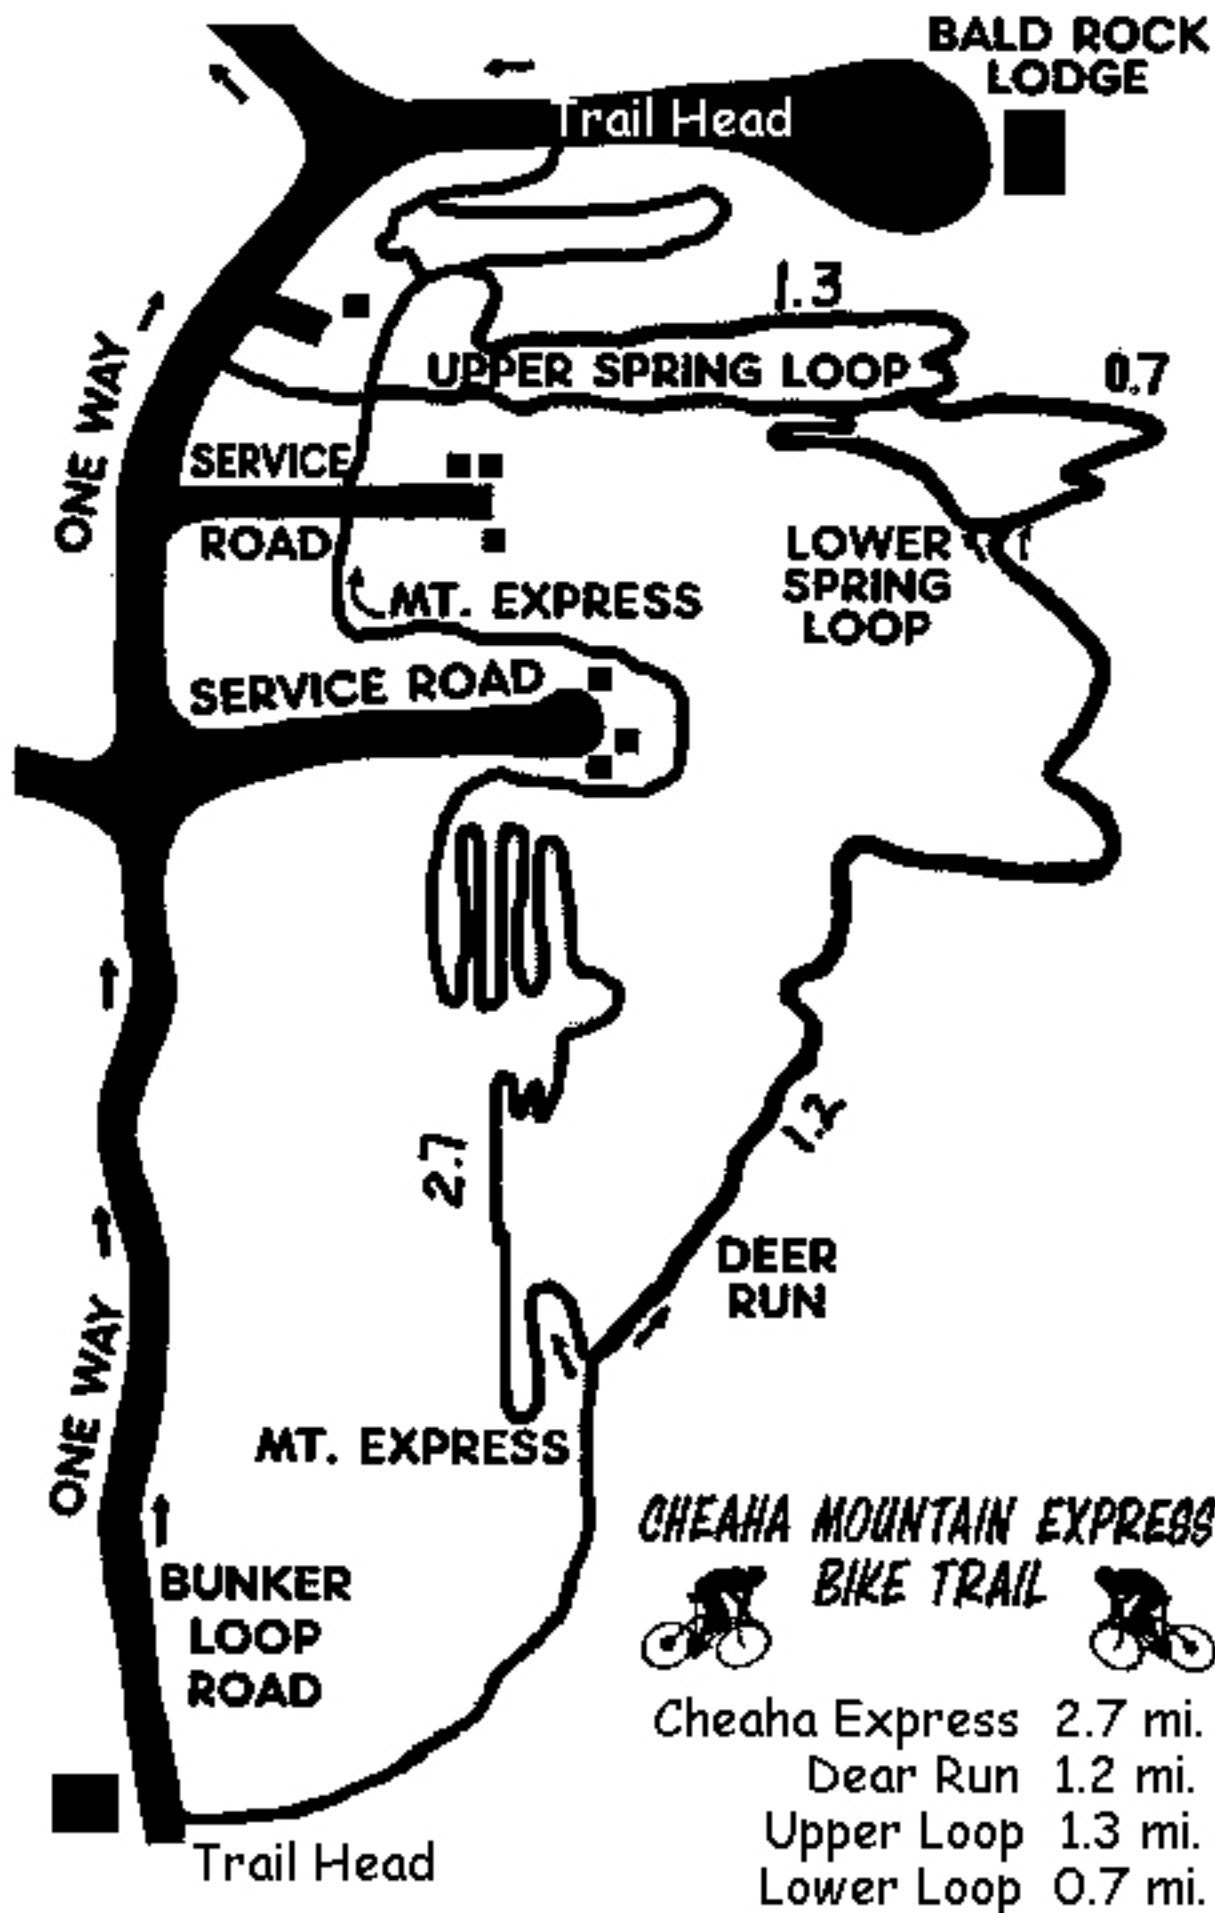 BALD ROCK
LODGE
Trail Head
1.3
UPPER SPRING LOOP
0.7
ONE WAY
SERVICE
ROAD
LOWER
SPRING
LOOP
MT. EXPRESS
SERVICE ROAD
1.2
2.7
DEER
RUN
ONE WAY
MT. EXPRESS
CHEAHA MOUNTAIN EXPRESS
BIKE TRAIL
BUNKER
LOOP
ROAD
Cheaha Express 2.7 mi.
Dear Run 1.2 mi.
Upper Loop 1.3 mi.
Lower Loop 0.7 mi.
Trail Head